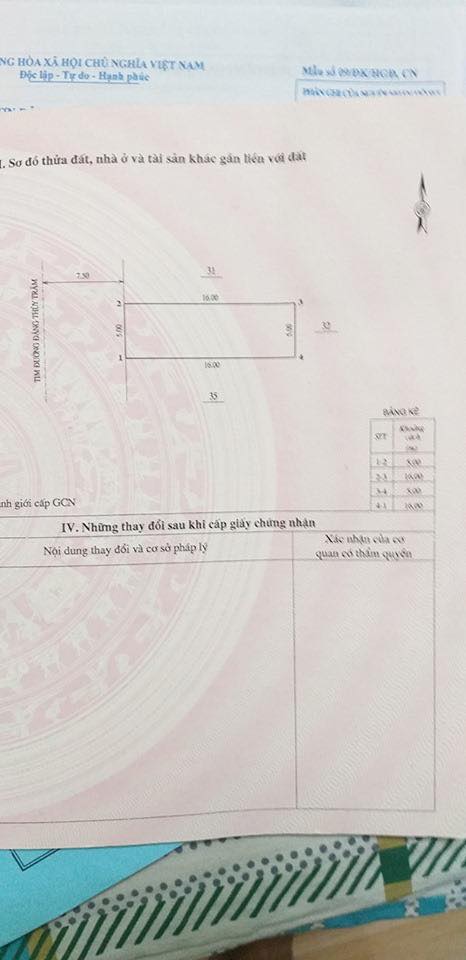 NG HÒA XÃ HỘI CHỦ NGHĨA VIỆT NAM
Độc lập - Tự do - Hạnh phúc
Mẫu số 09/ĐK/HGĐ, CN
I. Sơ đồ thửa đất, nhà ở và tài sản khác gắn liền với đất
TIM ĐƯỜNG ĐẶNG THÙY TRÂM
7.50
31
2
16.00
3
5.00
5.00
32
1
16.00
4
35
BẢNG KÊ
STT
Khoảng cách (m)
1-2 5.00
2-3 16.00
3-4 5.00
4-1 16.00
nh giới cấp GCN
IV. Những thay đổi sau khi cấp giấy chứng nhận
Nội dung thay đổi và cơ sở pháp lý
Xác nhận của cơ
quan có thẩm quyền